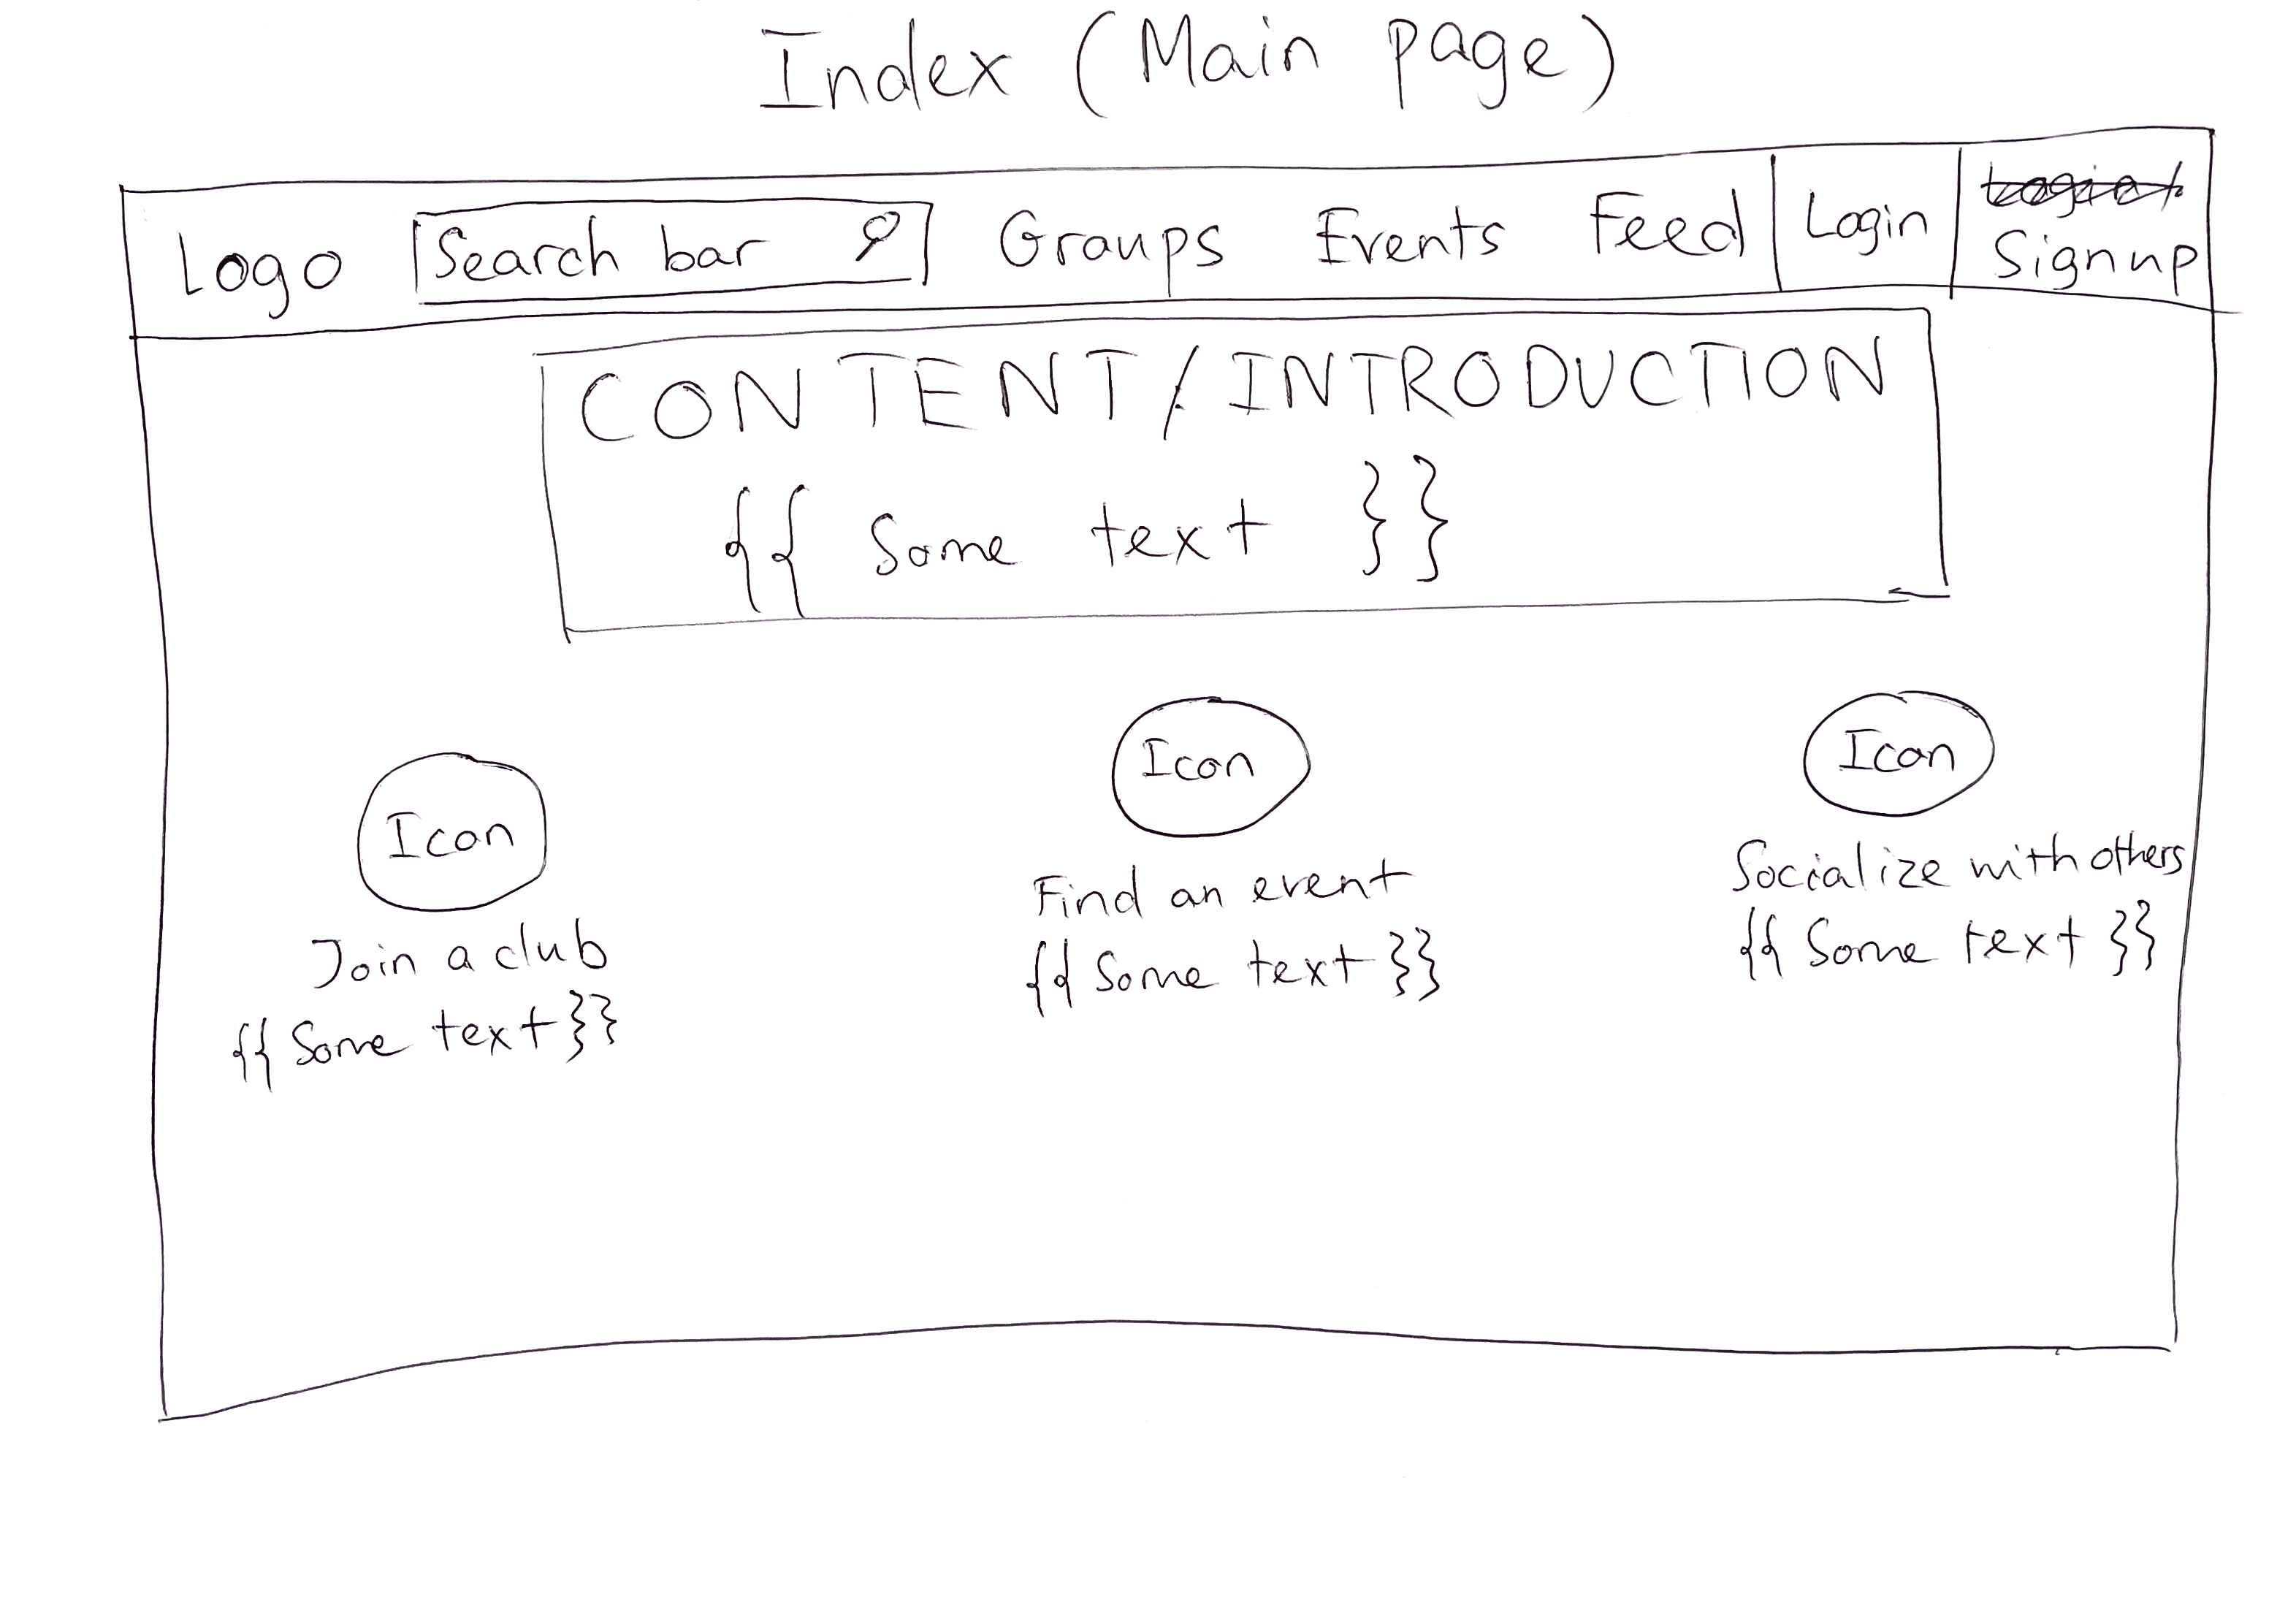 Index (Main page)
Logo Search bar Groups Events Feed Login Signup
CONTENT/INTRODUCTION
{{ Some text }}
Icon Icon Icon
Join a club Find an event Socialize with others
{{ Some text }} {{ Some text }} {{ Some text }}